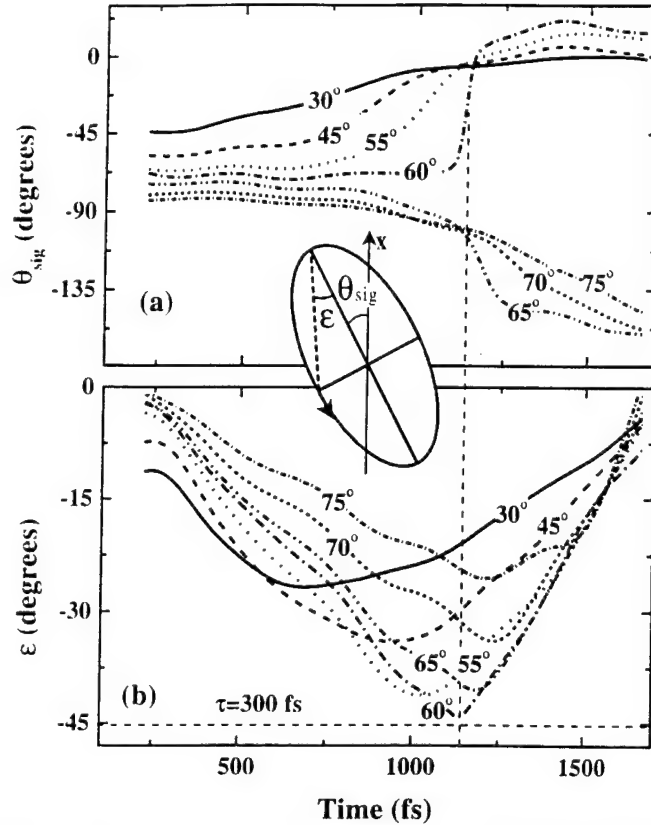 0
-45
-90
-135
θsig (degrees)
30°
45°
55°
60°
75°
70°
65°
(a)
x
θsig
ε
0
-15
-30
-45
ε (degrees)
75°
70°
30°
45°
65°
55°
60°
(b)
τ=300 fs
500
1000
1500
Time (fs)